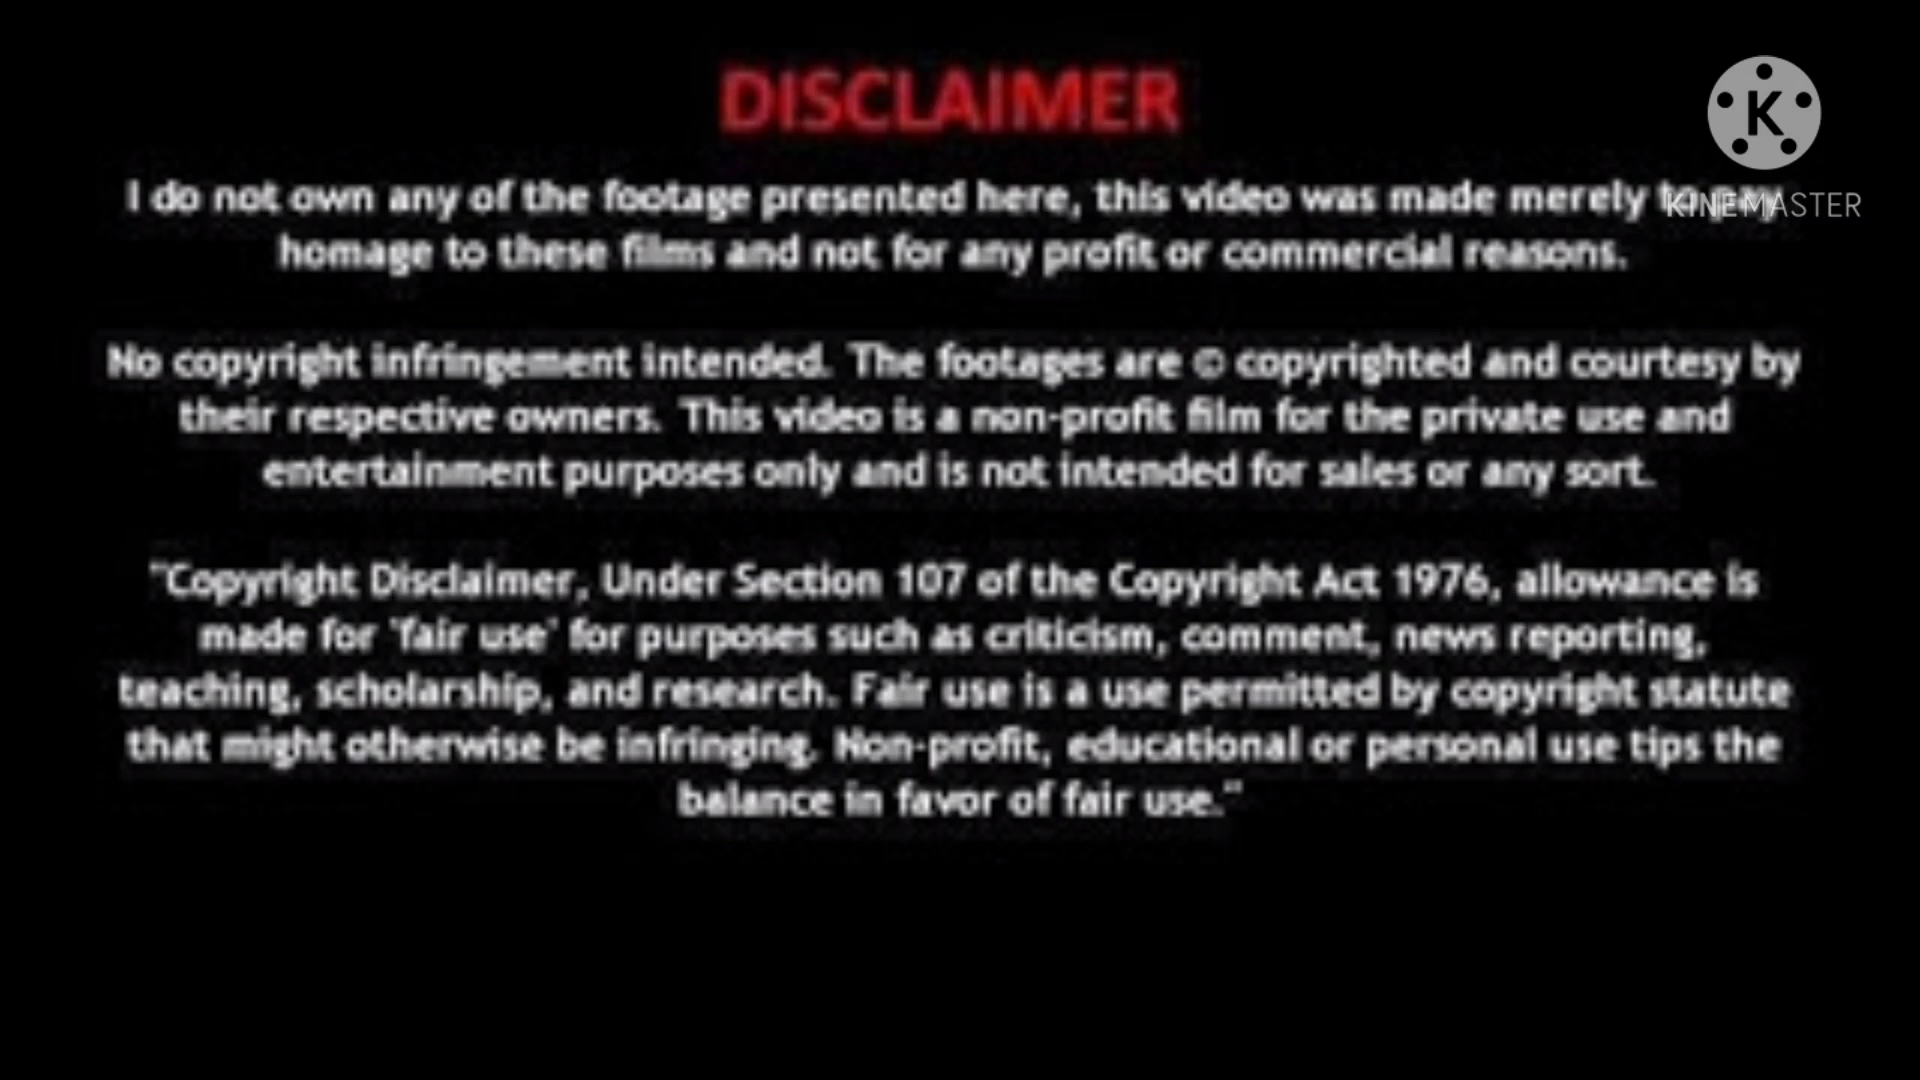 DISCLAIMER
I do not own any of the footage presented here, this video was made merely to pay
homage to these films and not for any profit or commercial reasons.
No copyright infringement intended. The footages are © copyrighted and courtesy by
their respective owners. This video is a non-profit film for the private use and
entertainment purposes only and is not intended for sales or any sort.
"Copyright Disclaimer, Under Section 107 of the Copyright Act 1976, allowance is
made for 'fair use' for purposes such as criticism, comment, news reporting,
teaching, scholarship, and research. Fair use is a use permitted by copyright statute
that might otherwise be infringing. Non-profit, educational or personal use tips the
balance in favor of fair use."
K
KINEMASTER